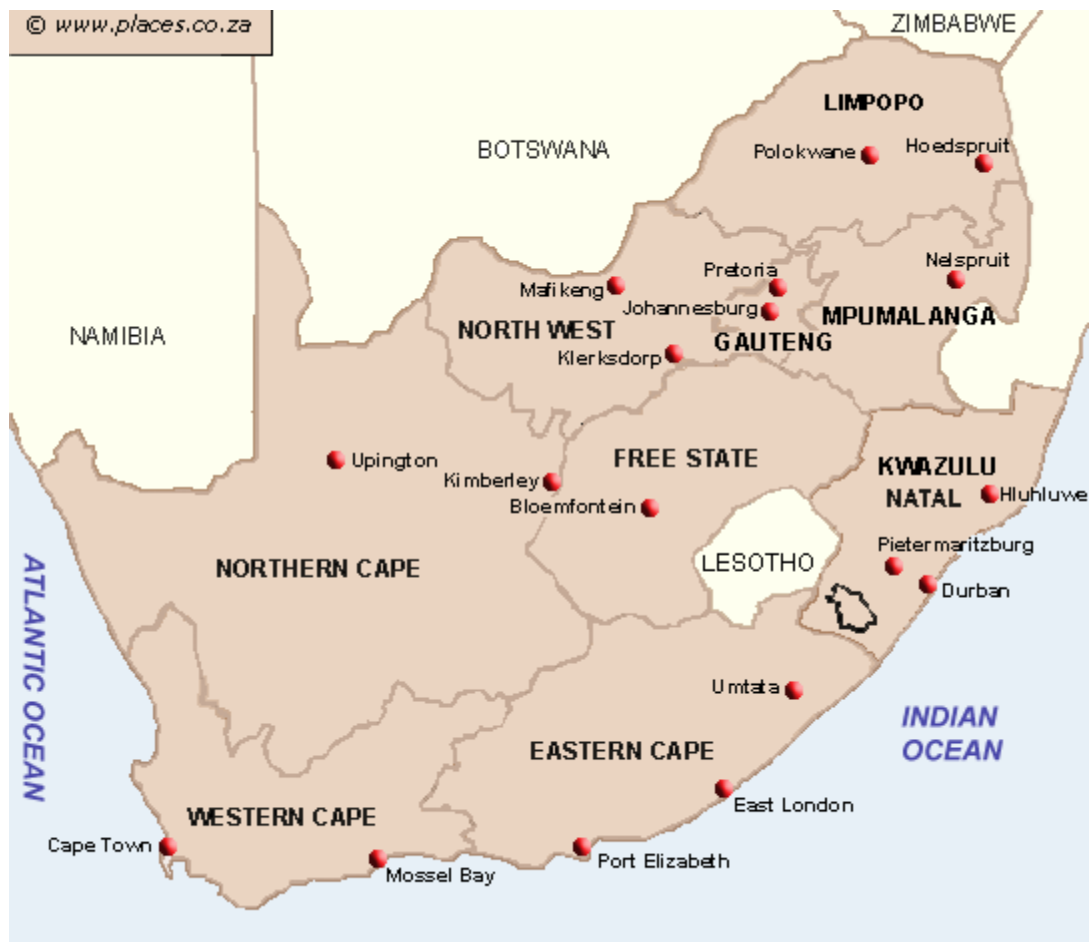 © www.places.co.za
ZIMBABWE
LIMPOPO
BOTSWANA
Polokwane
Hoedspruit
Pretoria
Nelspruit
Mafikeng
Johannesburg
MPUMALANGA
NAMIBIA
NORTH WEST
GAUTENG
Klerksdorp
Upington
FREE STATE
KWAZULU
NATAL
Kimberley
Hluhluwe
Bloemfontein
Pietermaritzburg
LESOTHO
NORTHERN CAPE
Durban
ATLANTIC OCEAN
Umtata
INDIAN
OCEAN
EASTERN CAPE
East London
WESTERN CAPE
Cape Town
Port Elizabeth
Mossel Bay